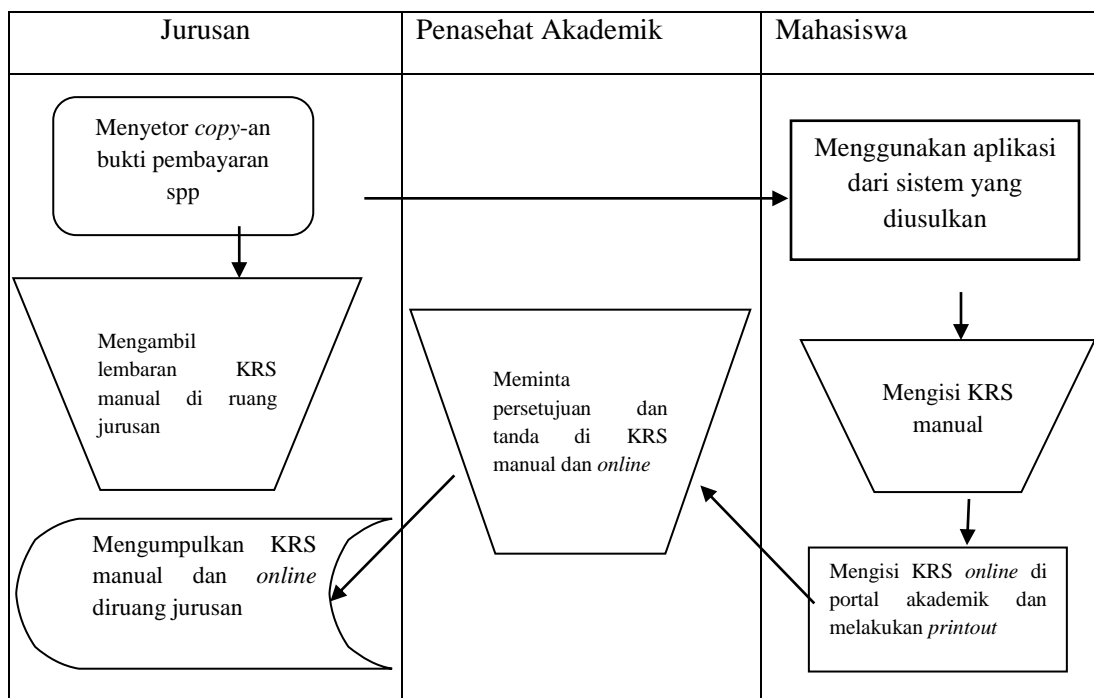 Jurusan
Penasehat Akademik
Mahasiswa
Menyetor copy-an
bukti pembayaran
spp
Menggunakan aplikasi
dari sistem yang
diusulkan
Mengambil
lembaran KRS
manual di ruang
jurusan
Meminta
persetujuan dan
tanda di KRS
manual dan online
Mengisi KRS
manual
Mengumpulkan KRS
manual dan online
diruang jurusan
Mengisi KRS online di
portal akademik dan
melakukan printout